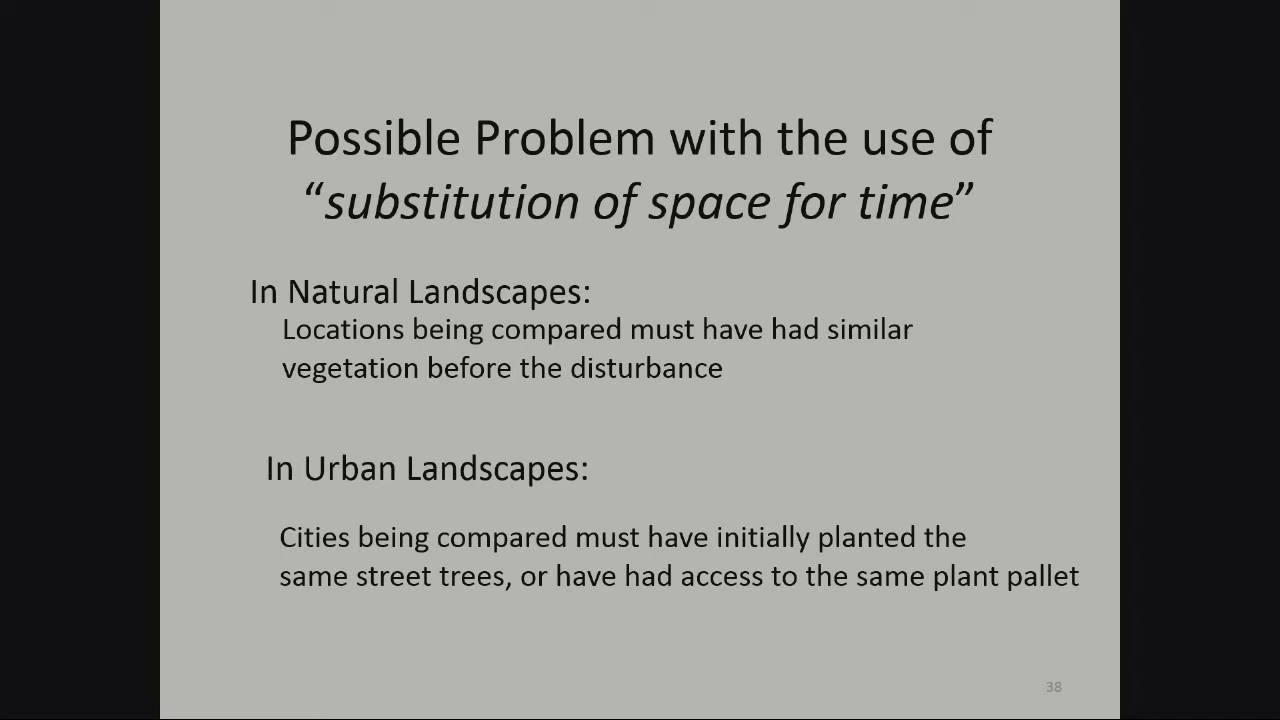 Possible Problem with the use of
“substitution of space for time”
In Natural Landscapes:
Locations being compared must have had similar
vegetation before the disturbance
In Urban Landscapes:
Cities being compared must have initially planted the
same street trees, or have had access to the same plant pallet
38